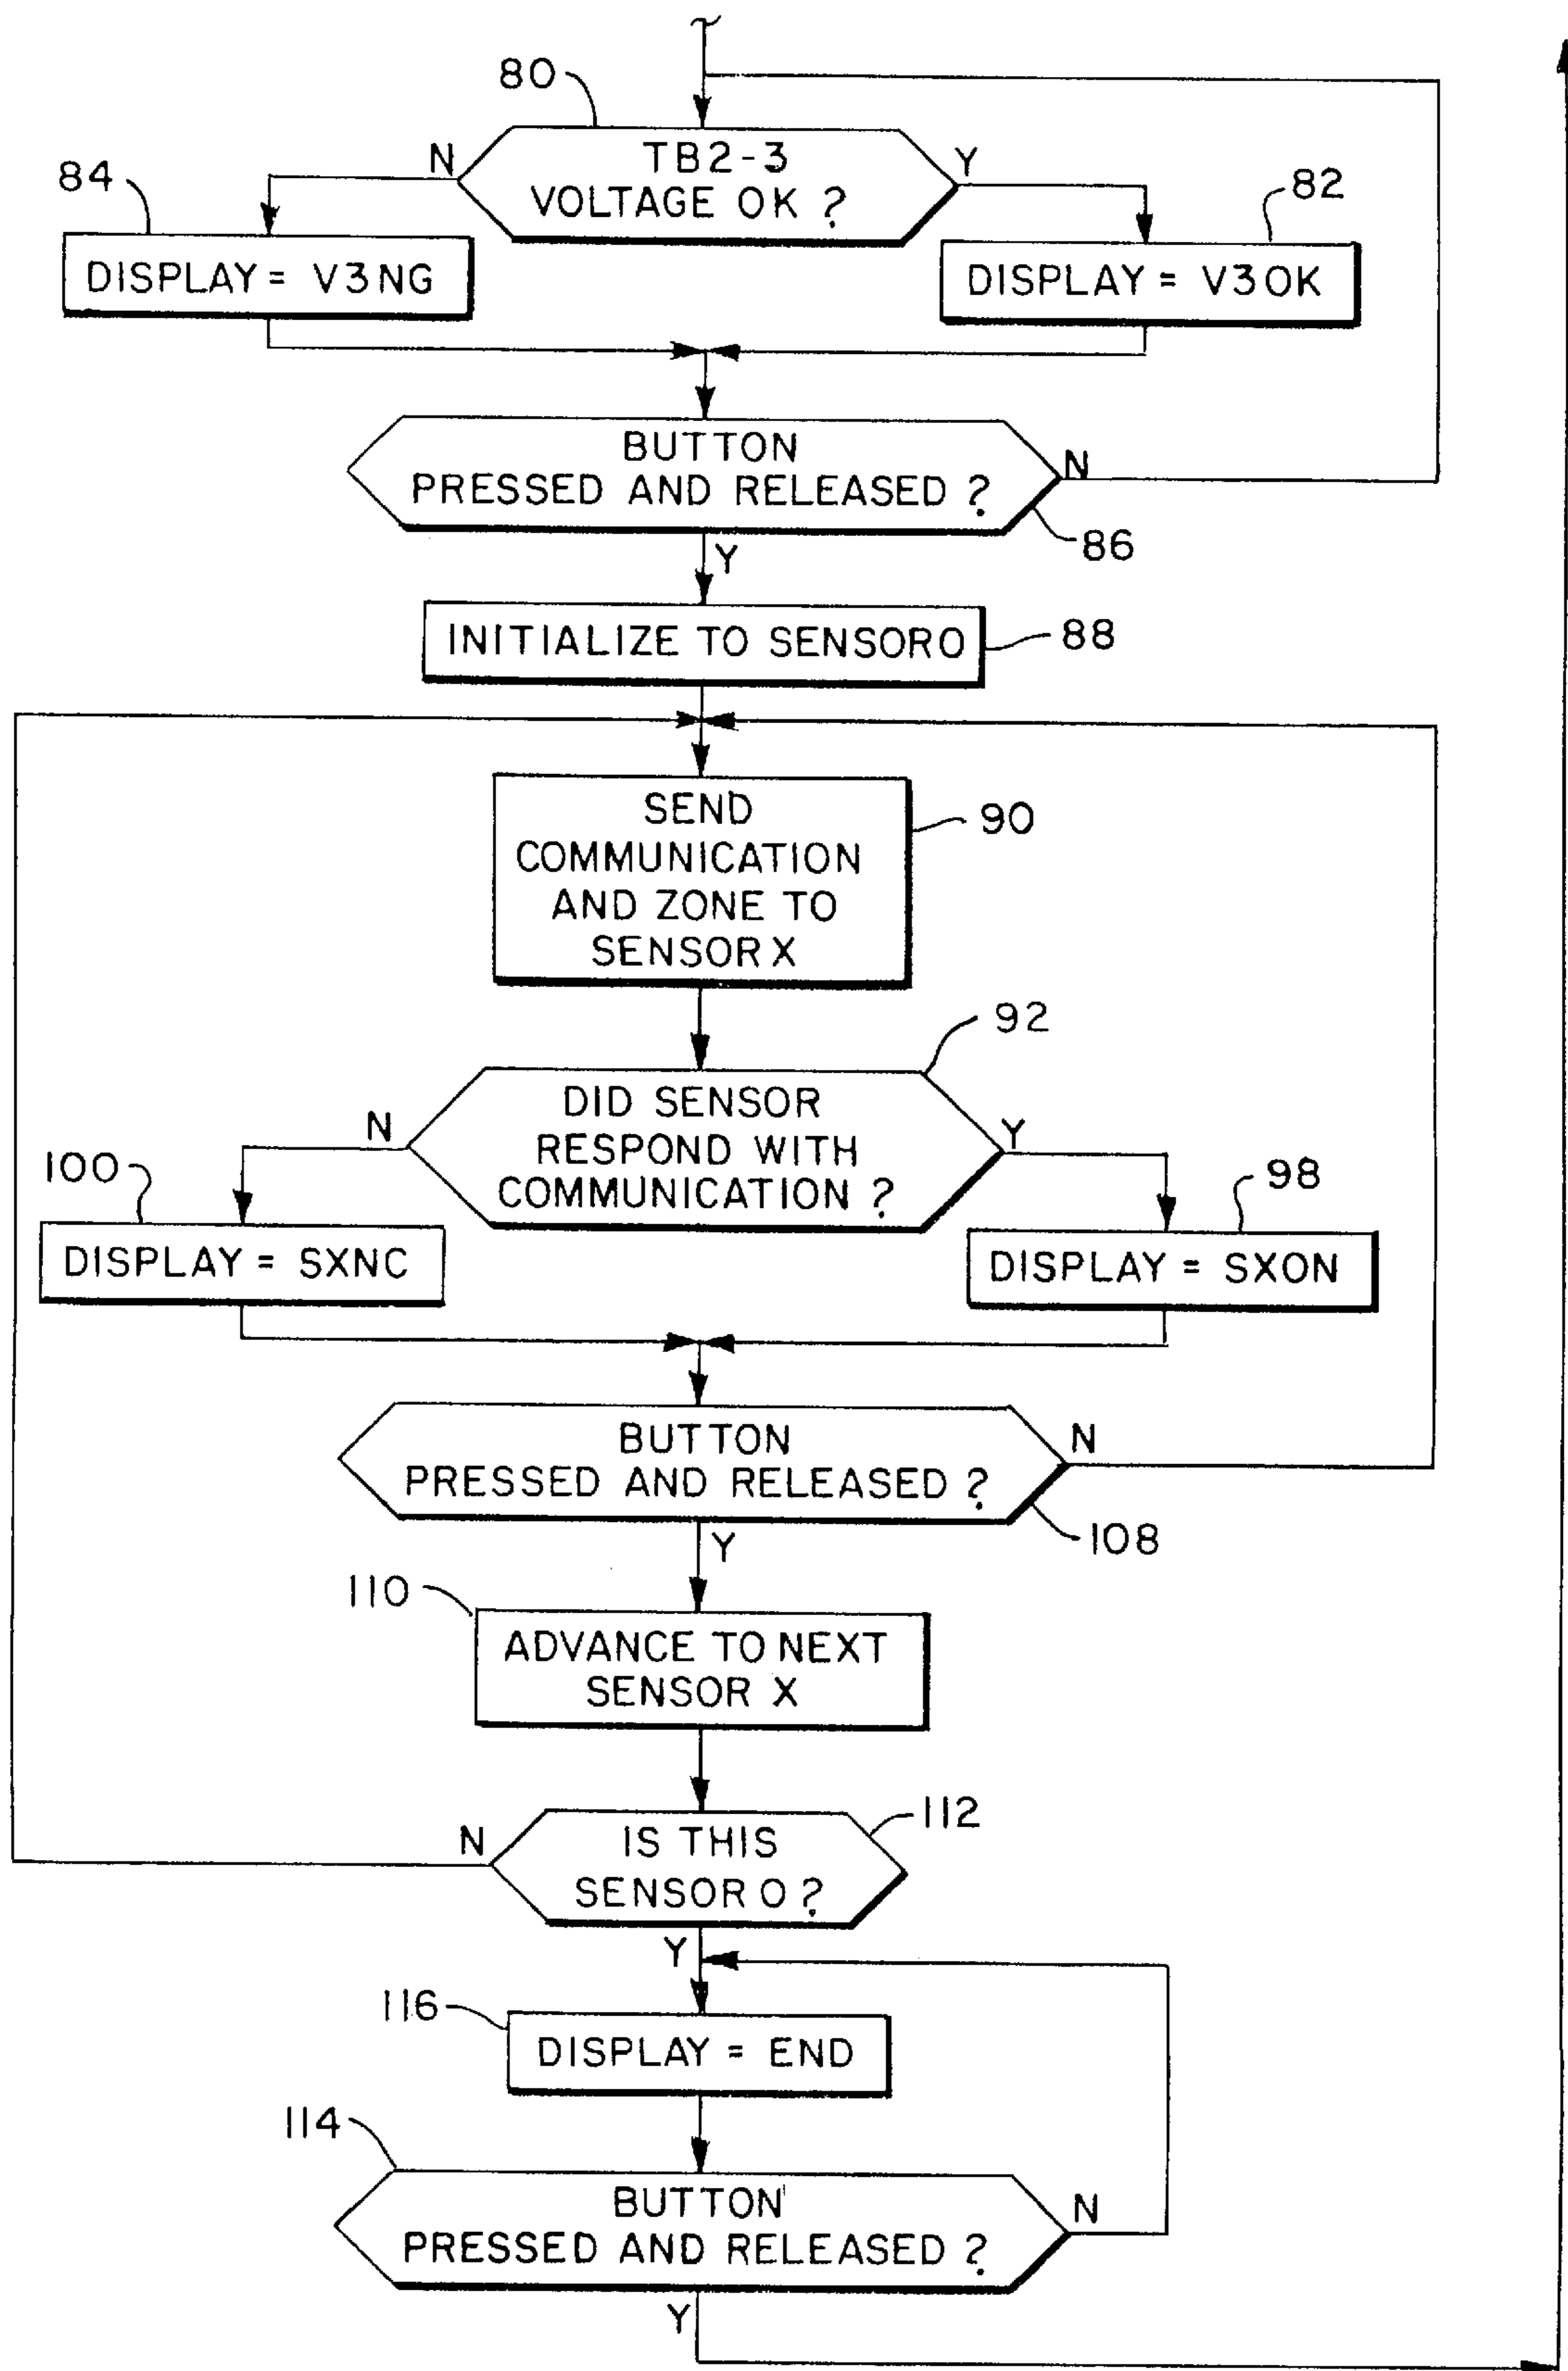 80
N
TB2-3
Y
VOLTAGE OK ?
84
82
DISPLAY = V3NG
DISPLAY = V3OK
BUTTON
PRESSED AND RELEASED ?
N
86
Y
INITIALIZE TO SENSOR0
88
SEND
COMMUNICATION
AND ZONE TO
SENSOR X
90
92
DID SENSOR
RESPOND WITH
COMMUNICATION ?
N
Y
100
98
DISPLAY = SXNC
DISPLAY = SXON
BUTTON
PRESSED AND RELEASED ?
N
108
Y
110
ADVANCE TO NEXT
SENSOR X
112
N
IS THIS
SENSOR 0 ?
Y
116
DISPLAY = END
114
BUTTON
PRESSED AND RELEASED ?
N
Y